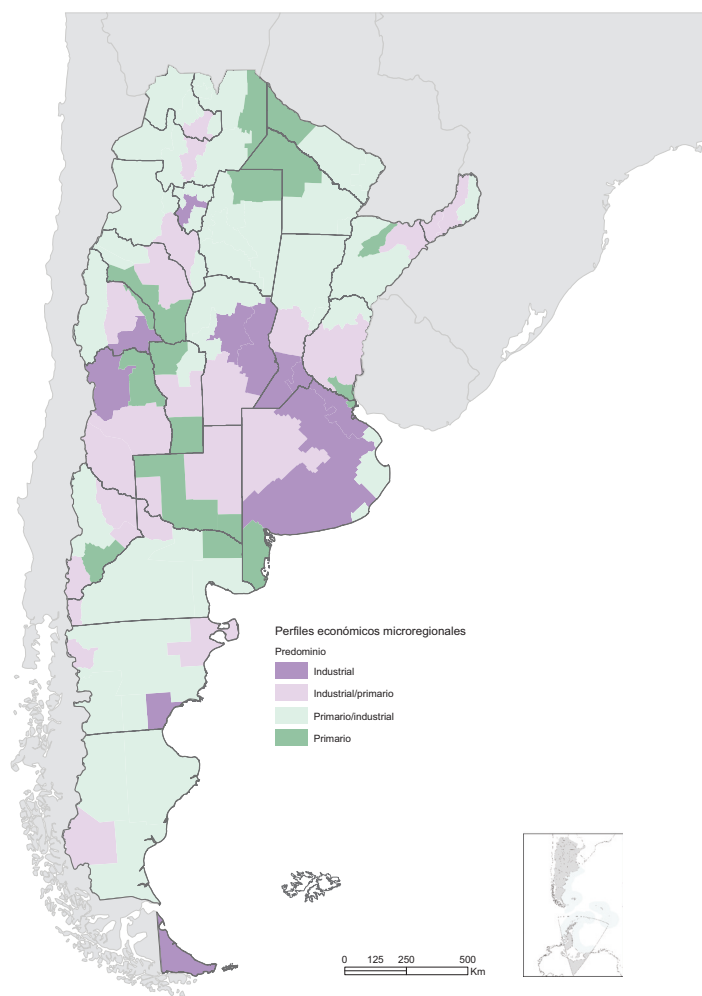 Perfiles económicos microregionales
Predominio
Industrial
Industrial/primario
Primario/industrial
Primario
0 125 250 500
Km